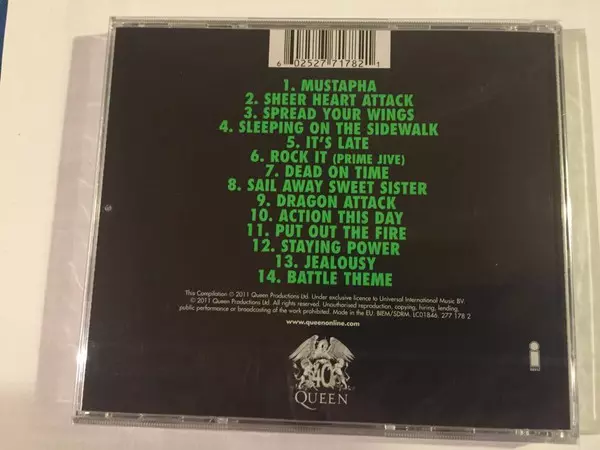 6 02527 71782 1
1. MUSTAPHA
2. SHEER HEART ATTACK
3. SPREAD YOUR WINGS
4. SLEEPING ON THE SIDEWALK
5. IT'S LATE
6. ROCK IT (PRIME JIVE)
7. DEAD ON TIME
8. SAIL AWAY SWEET SISTER
9. DRAGON ATTACK
10. ACTION THIS DAY
11. PUT OUT THE FIRE
12. STAYING POWER
13. JEALOUSY
14. BATTLE THEME
This Compilation ℗ 2011 Queen Productions Ltd. Under exclusive licence to Universal International Music BV.
© 2011 Queen Productions Ltd. All rights reserved. Unauthorised reproduction, copying, hiring, lending,
public performance or broadcasting of the work prohibited. Made in the EU. BIEM/SDRM. LC01846. 277 178 2
www.queenonline.com
40
QUEEN